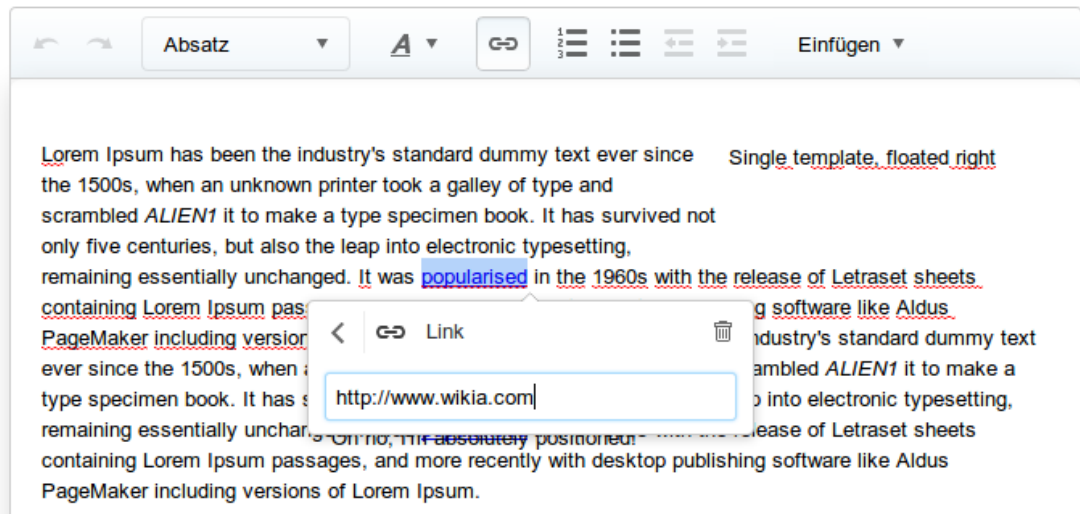 Absatz
Einfügen
Lorem Ipsum has been the industry's standard dummy text ever since
Single template, floated right
the 1500s, when an unknown printer took a galley of type and
scrambled ALIEN1 it to make a type specimen book. It has survived not
only five centuries, but also the leap into electronic typesetting,
remaining essentially unchanged. It was popularised in the 1960s with the release of Letraset sheets
containing Lorem Ipsum pas g software like Aldus
PageMaker including version ndustry's standard dummy text
Link
ever since the 1500s, when ambled ALIEN1 it to make a
type specimen book. It has into electronic typesetting,
http://www.wikia.com
remaining essentially unchang ease of Letraset sheets
absolutely positioned!
containing Lorem Ipsum passages, and more recently with desktop publishing software like Aldus
PageMaker including versions of Lorem Ipsum.